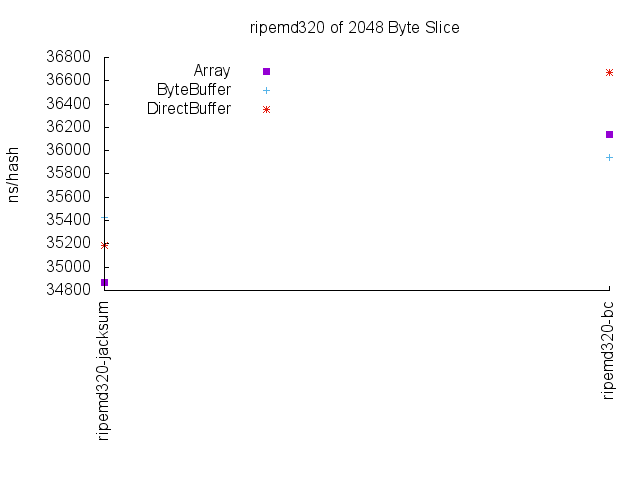 ripemd320 of 2048 Byte Slice
36800
36600
36400
36200
36000
35800
35600
35400
35200
35000
34800
ns/hash
Array
ByteBuffer
DirectBuffer
ripemd320-jacksum
ripemd320-bc